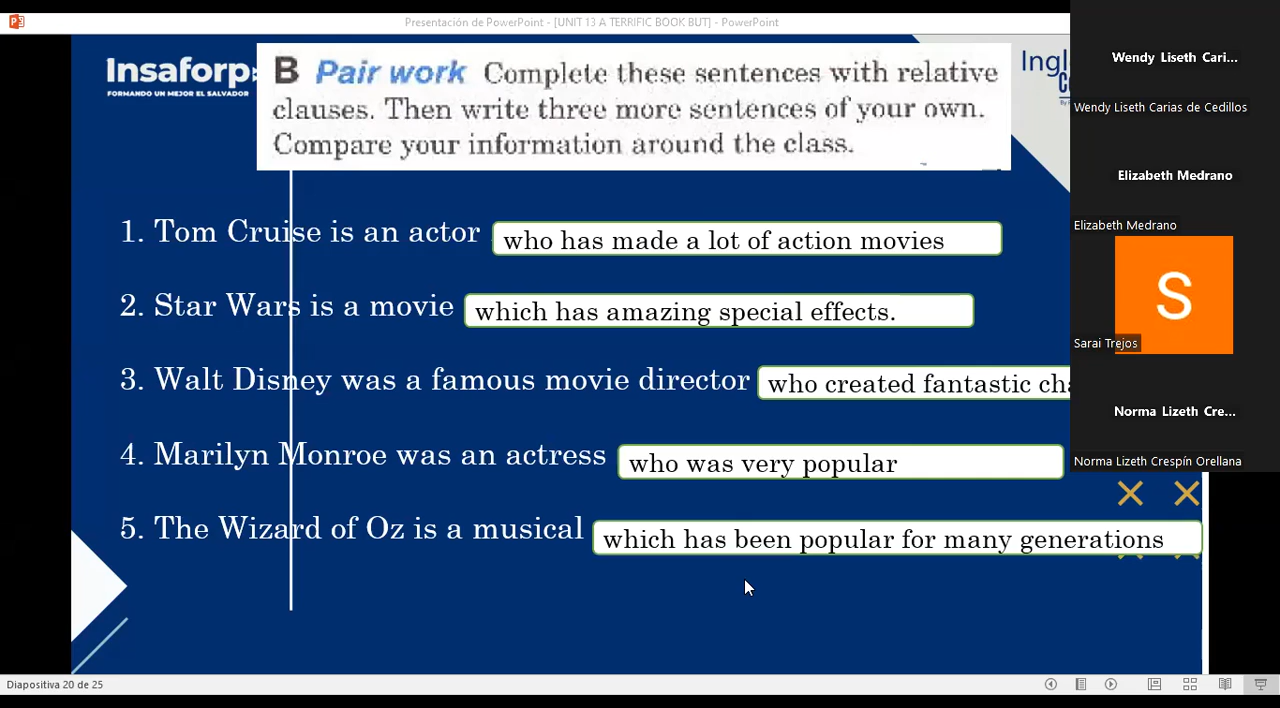 Presentación de PowerPoint - [UNIT 13 A TERRIFIC BOOK BUT] - PowerPoint
Insaforp
FORMANDO UN MEJOR EL SALVADOR
B Pair work Complete these sentences with relative
clauses. Then write three more sentences of your own.
Compare your information around the class.
1. Tom Cruise is an actor who has made a lot of action movies
2. Star Wars is a movie which has amazing special effects.
3. Walt Disney was a famous movie director who created fantastic
4. Marilyn Monroe was an actress who was very popular
5. The Wizard of Oz is a musical which has been popular for many generations
Wendy Liseth Cari...
Wendy Liseth Carias de Cedillos
Elizabeth Medrano
Elizabeth Medrano
S
Sarai Trejos
Norma Lizeth Cre...
Norma Lizeth Crespín Orellana
Diapositiva 20 de 25